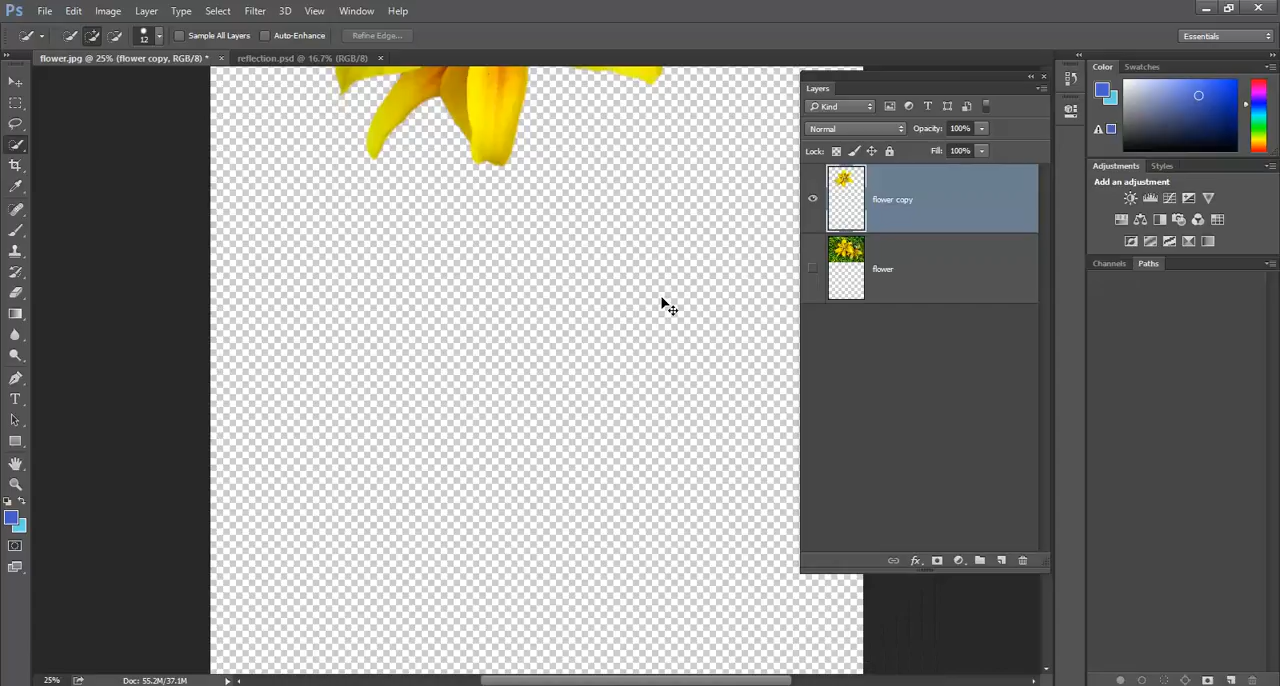 Ps File Edit Image Layer Type Select Filter 3D View Window Help
12 Sample All Layers Auto-Enhance Refine Edge... Essentials
flower.jpg @ 25% (flower copy, RGB/8) * × reflection.psd @ 16.7% (RGB/8) ×
Color Swatches
Layers
Kind
Normal Opacity: 100%
Lock: Fill: 100%
Adjustments Styles
Add an adjustment
flower copy
flower
Channels Paths
fx
25% Doc: 55.2M/37.1M